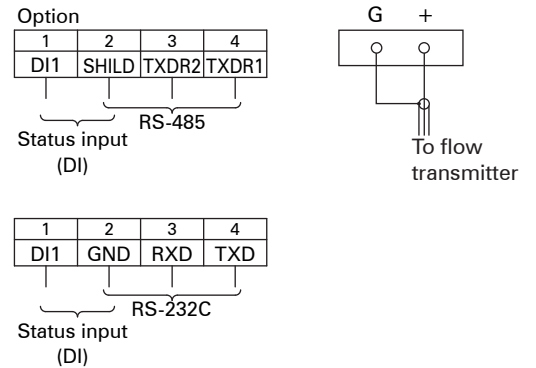 Option
1 2 3 4
DI1 SHILD TXDR2 TXDR1
RS-485
Status input
(DI)
G +
To flow
transmitter
1 2 3 4
DI1 GND RXD TXD
RS-232C
Status input
(DI)